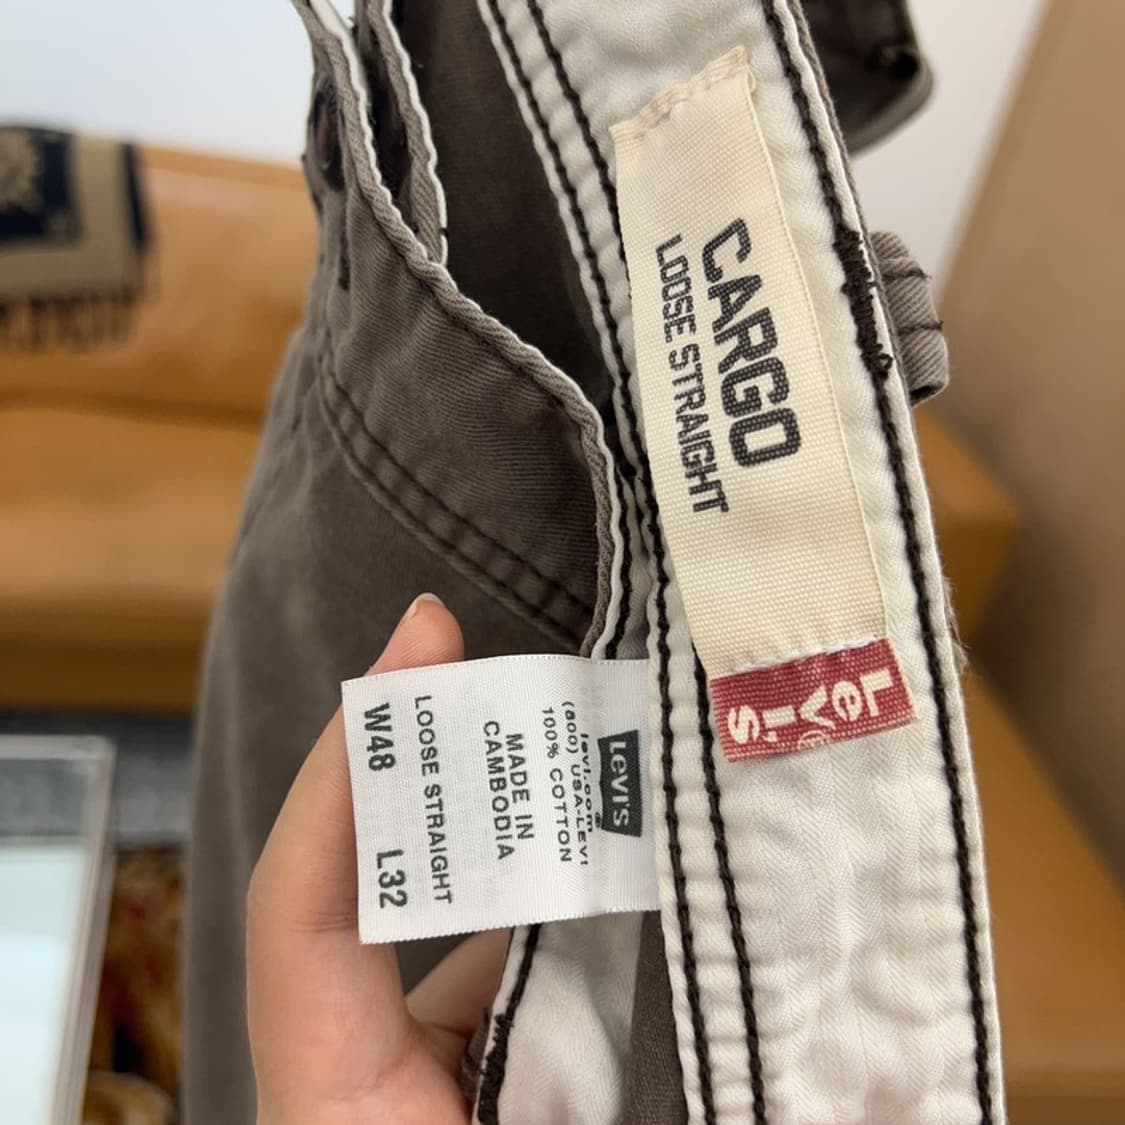 CARGO
LOOSE STRAIGHT
Levi's®
Levi's®
levi.com
(800) USA-LEVI
100% COTTON
MADE IN
CAMBODIA
LOOSE STRAIGHT
W48 L32